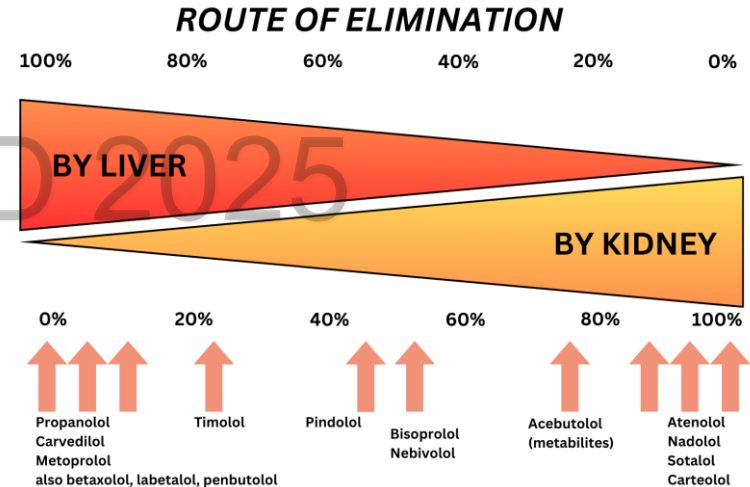 ROUTE OF ELIMINATION
100% 80% 60% 40% 20% 0%
D 2025
BY LIVER
BY KIDNEY
0% 20% 40% 60% 80% 100%
Propanolol
Carvedilol
Metoprolol
also betaxolol, labetalol, penbutolol
Timolol
Pindolol
Bisoprolol
Nebivolol
Acebutolol
(metabilites)
Atenolol
Nadolol
Sotalol
Carteolol